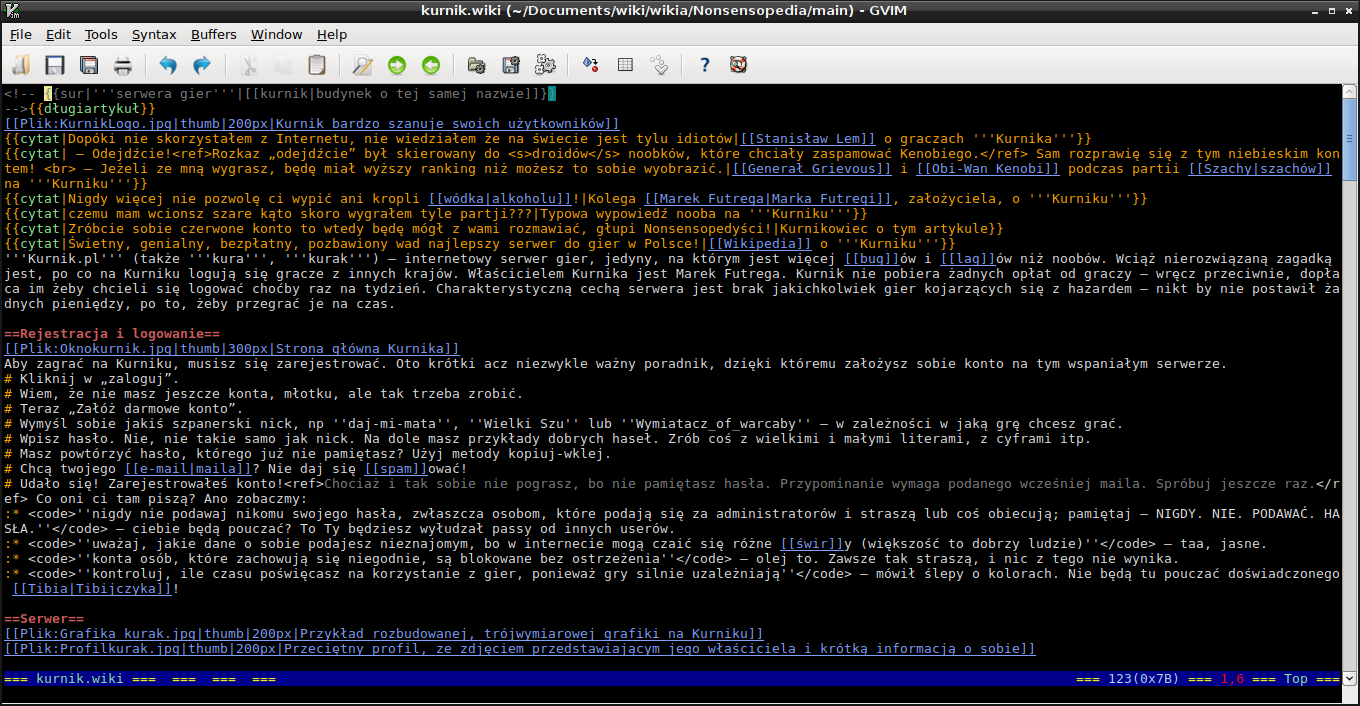 kurnik.wiki (~/Documents/wiki/wikia/Nonsensopedia/main) - GVIM
File Edit Tools Syntax Buffers Window Help
<!-- {{sur|'''serwera gier'''|[[kurnik|budynek o tej samej nazwie]]}}
-->{{długiartykuł}}
[[Plik:KurnikLogo.jpg|thumb|200px|Kurnik bardzo szanuje swoich użytkowników]]
{{cytat|Dopóki nie skorzystałem z Internetu, nie wiedziałem że na świecie jest tylu idiotów|[[Stanisław Lem]] o graczach '''Kurnika'''}}
{{cytat| — Odejdźcie!<ref>Rozkaz „odejdźcie” był skierowany do <s>droidów</s> noobków, które chciały zaspamować Kenobiego.</ref> Sam rozprawię się z tym niebieskim kon
tem! <br> — Jeżeli ze mną wygrasz, będę miał wyższy ranking niż możesz to sobie wyobrazić.|[[Generał Grievous]] i [[Obi-Wan Kenobi]] podczas partii [[Szachy|szachów]]
na '''Kurniku'''}}
{{cytat|Nigdy więcej nie pozwolę ci wypić ani kropli [[wódka|alkoholu]]!|Kolega [[Marek Futrega|Marka Futregi]], założyciela, o '''Kurniku'''}}
{{cytat|czemu mam wcionsz szare kąto skoro wygrałem tyle partji???|Typowa wypowiedź nooba na '''Kurniku'''}}
{{cytat|Zróbcie sobie czerwone konto to wtedy będę mógł z wami rozmawiać, głupi Nonsensopedyści!|Kurnikowiec o tym artykule}}
{{cytat|Świetny, genialny, bezpłatny, pozbawiony wad najlepszy serwer do gier w Polsce!|[[Wikipedia]] o '''Kurniku'''}}
'''Kurnik.pl''' (także '''kura''', '''kurak''') — internetowy serwer gier, jedyny, na którym jest więcej [[bug]]ów i [[lag]]ów niż noobów. Wciąż nierozwiązaną zagadką
jest, po co na Kurniku logują się gracze z innych krajów. Właścicielem Kurnika jest Marek Futrega. Kurnik nie pobiera żadnych opłat od graczy — wręcz przeciwnie, dopła
ca im żeby chcieli się logować choćby raz na tydzień. Charakterystyczną cechą serwera jest brak jakichkolwiek gier kojarzących się z hazardem — nikt by nie postawił ża
dnych pieniędzy, po to, żeby przegrać je na czas.
==Rejestracja i logowanie==
[[Plik:Oknokurnik.jpg|thumb|300px|Strona główna Kurnika]]
Aby zagrać na Kurniku, musisz się zarejestrować. Oto krótki acz niezwykle ważny poradnik, dzięki któremu założysz sobie konto na tym wspaniałym serwerze.
# Kliknij w „zaloguj”.
# Wiem, że nie masz jeszcze konta, młotku, ale tak trzeba zrobić.
# Teraz „Załóż darmowe konto”.
# Wymyśl sobie jakiś szpanerski nick, np ''daj-mi-mata'', ''Wielki Szu'' lub ''Wymiatacz_of_warcaby'' — w zależności w jaką grę chcesz grać.
# Wpisz hasło. Nie, nie takie samo jak nick. Na dole masz przykłady dobrych haseł. Zrób coś z wielkimi i małymi literami, z cyframi itp.
# Masz powtórzyć hasło, którego już nie pamiętasz? Użyj metody kopiuj-wklej.
# Chcą twojego [[e-mail|maila]]? Nie daj się [[spam]]ować!
# Udało się! Zarejestrowałeś konto!<ref>Chociaż i tak sobie nie pograsz, bo nie pamiętasz hasła. Przypominanie wymaga podanego wcześniej maila. Spróbuj jeszcze raz.</r
ef> Co oni ci tam piszą? Ano zobaczmy:
:* <code>''nigdy nie podawaj nikomu swojego hasła, zwłaszcza osobom, które podają się za administratorów i straszą lub coś obiecują; pamiętaj — NIGDY. NIE. PODAWAĆ. HA
SŁA.''</code> — ciebie będą pouczać? To Ty będziesz wyłudzał passy od innych userów.
:* <code>''uważaj, jakie dane o sobie podajesz nieznajomym, bo w internecie mogą czaić się różne [[świr]]y (większość to dobrzy ludzie)''</code> — taa, jasne.
:* <code>''konta osób, które zachowują się niegodnie, są blokowane bez ostrzeżenia''</code> — olej to. Zawsze tak straszą, i nic z tego nie wynika.
:* <code>''kontroluj, ile czasu poświęcasz na korzystanie z gier, ponieważ gry silnie uzależniają''</code> — mówił ślepy o kolorach. Nie będą tu pouczać doświadczonego
[[Tibia|Tibijczyka]]!
==Serwer==
[[Plik:Grafika kurak.jpg|thumb|200px|Przykład rozbudowanej, trójwymiarowej grafiki na Kurniku]]
[[Plik:Profilkurak.jpg|thumb|200px|Przeciętny profil, ze zdjęciem przedstawiającym jego właściciela i krótką informacją o sobie]]
=== kurnik.wiki === === === === === 123(0x7B) === 1,6 === Top ===